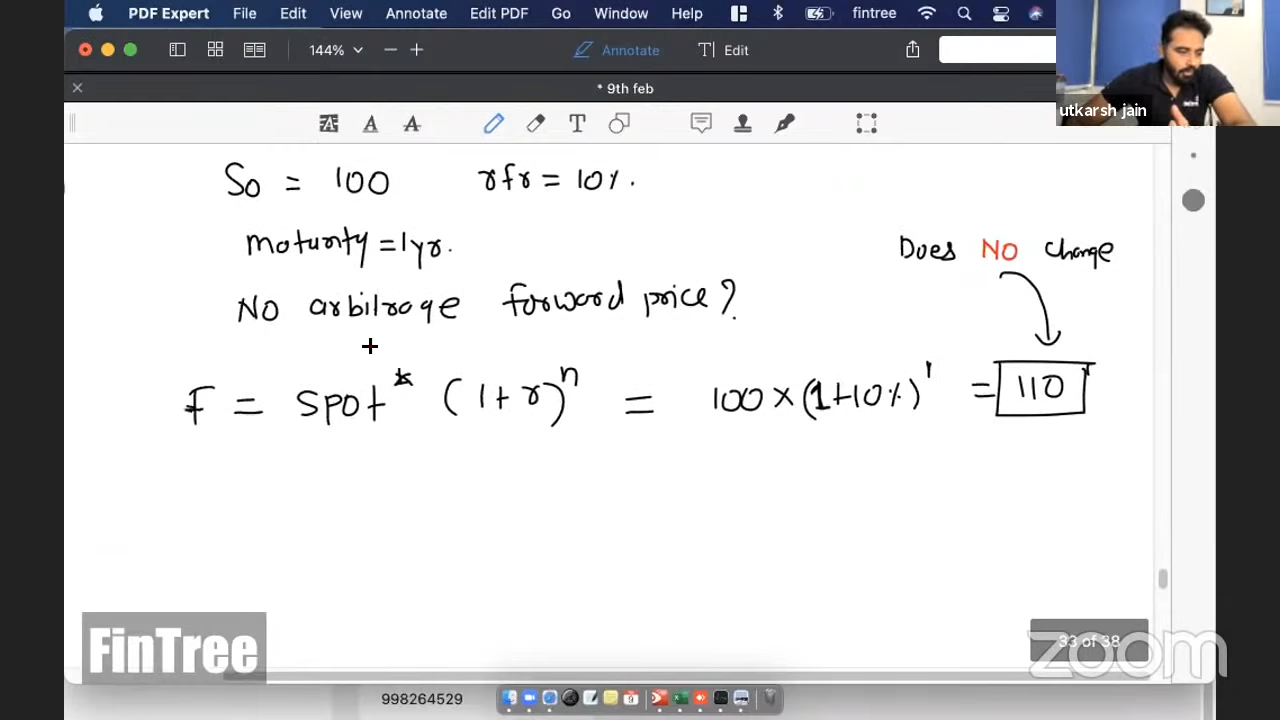 PDF Expert File Edit View Annotate Edit PDF Go Window Help fintree
144% Annotate T Edit
utkarsh jain
* 9th feb
A A A T
So = 100 rfr = 10%.
maturity = 1yr.
Does NO change
No arbitrage forward price?
F = spot * (1+r)^n = 100 × (1+10%)^1 = 110
FinTree
33 of 38
zoom
998264529